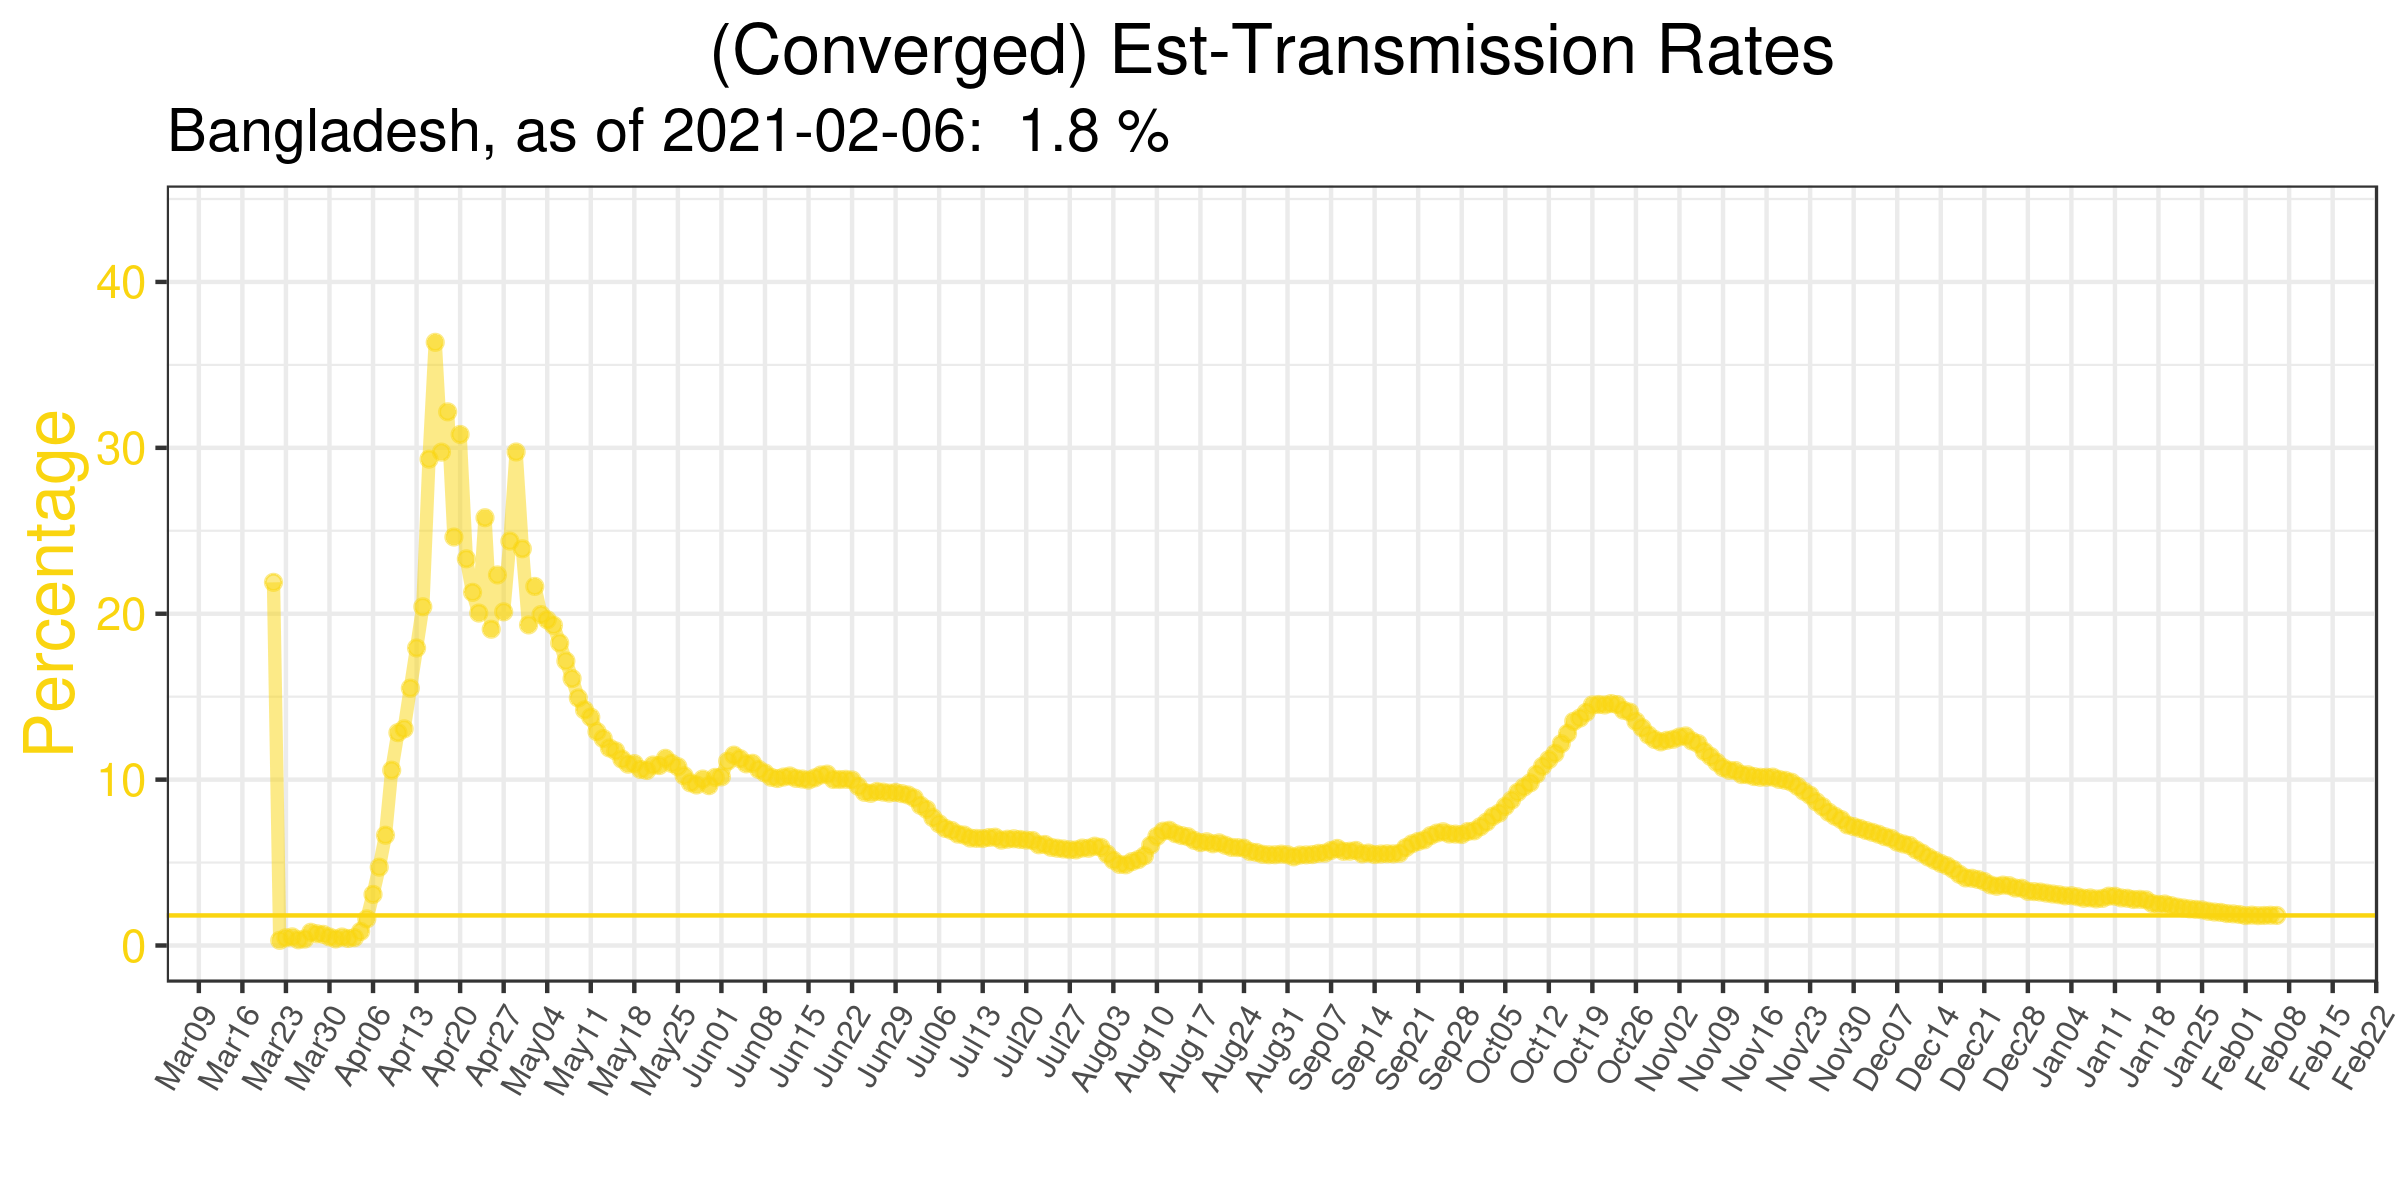 (Converged) Est-Transmission Rates
Bangladesh, as of 2021-02-06:  1.8 %
Percentage
40
30
20
10
0
Mar09 Mar16 Mar23 Mar30 Apr06 Apr13 Apr20 Apr27 May04 May11 May18 May25 Jun01 Jun08 Jun15 Jun22 Jun29 Jul06 Jul13 Jul20 Jul27 Aug03 Aug10 Aug17 Aug24 Aug31 Sep07 Sep14 Sep21 Sep28 Oct05 Oct12 Oct19 Oct26 Nov02 Nov09 Nov16 Nov23 Nov30 Dec07 Dec14 Dec21 Dec28 Jan04 Jan11 Jan18 Jan25 Feb01 Feb08 Feb15 Feb22